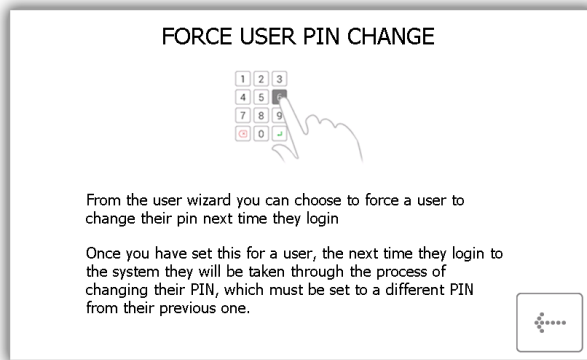 FORCE USER PIN CHANGE
1 2 3
4 5 6
7 8 9
0
From the user wizard you can choose to force a user to
change their pin next time they login
Once you have set this for a user, the next time they login to
the system they will be taken through the process of
changing their PIN, which must be set to a different PIN
from their previous one.